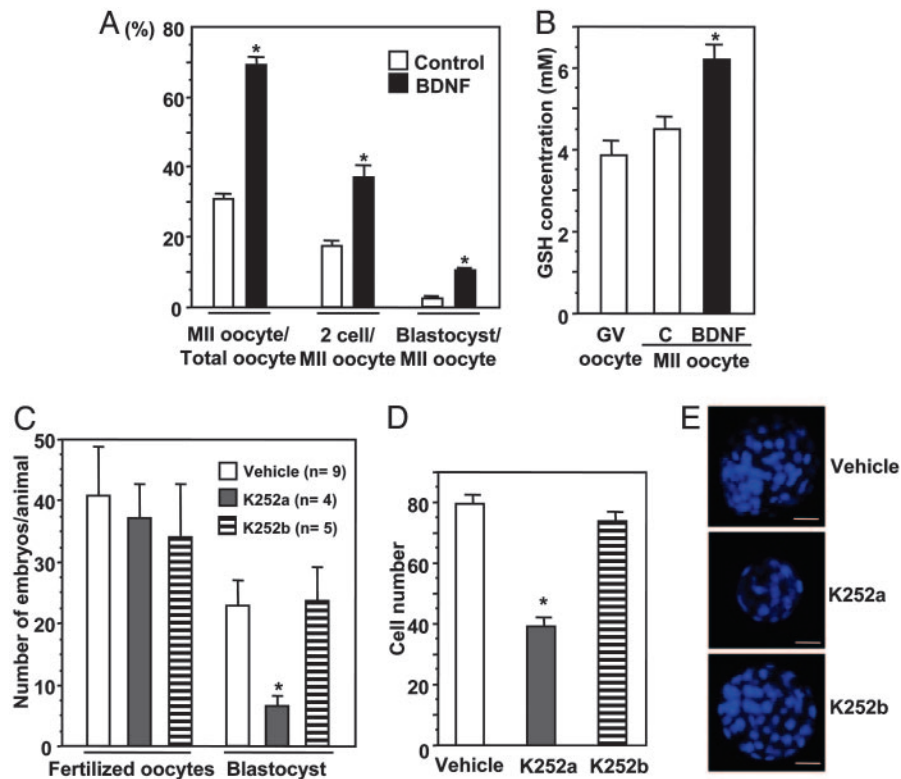 A
(%)
80
60
40
20
0
*
*
*
Control
BDNF
MII oocyte/
Total oocyte
2 cell/
MII oocyte
Blastocyst/
MII oocyte
B
GSH concentration (mM)
6
4
2
0
*
GV
oocyte
C BDNF
MII oocyte
C
Number of embryos/animal
50
40
30
20
10
0
Vehicle (n= 9)
K252a (n= 4)
K252b (n= 5)
*
Fertilized oocytes
Blastocyst
D
Cell number
80
60
40
20
0
*
Vehicle
K252a
K252b
E
Vehicle
K252a
K252b